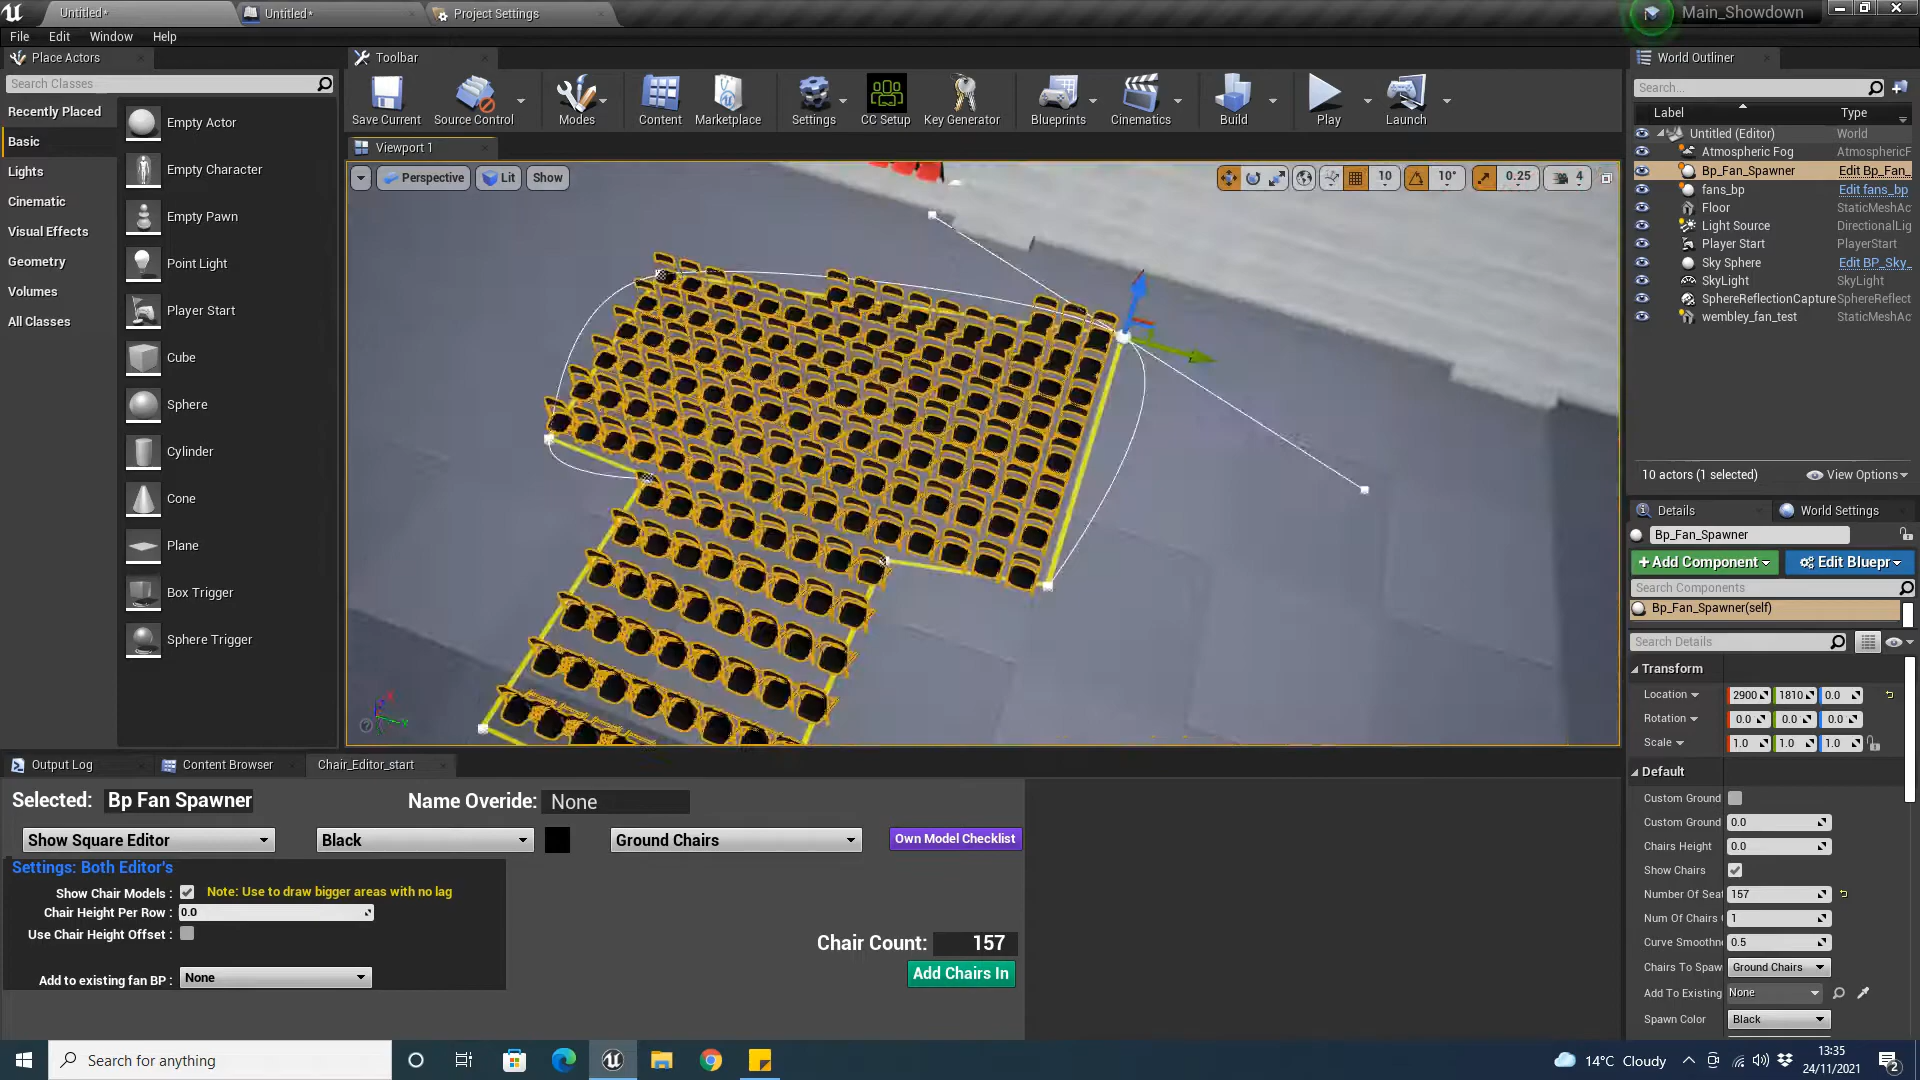 Untitled*
Untitled*
Project Settings
Main_Showdown
File
Edit
Window
Help
Place Actors
Search Classes
Recently Placed
Basic
Lights
Cinematic
Visual Effects
Geometry
Volumes
All Classes
Empty Actor
Empty Character
Empty Pawn
Point Light
Player Start
Cube
Sphere
Cylinder
Cone
Plane
Box Trigger
Sphere Trigger
Toolbar
Save Current
Source Control
Modes
Content
Marketplace
Settings
CC Setup
Key Generator
Blueprints
Cinematics
Build
Play
Launch
Viewport 1
Perspective
Lit
Show
10
10°
0.25
4
World Outliner
Search...
Label
Type
Untitled (Editor)
World
Atmospheric Fog
AtmosphericF
Bp_Fan_Spawner
Edit Bp_Fan_
fans_bp
Edit fans_bp
Floor
StaticMeshAc
Light Source
DirectionalLig
Player Start
PlayerStart
Sky Sphere
Edit BP_Sky_
SkyLight
SkyLight
SphereReflectionCapture
SphereReflect
wembley_fan_test
StaticMeshAc
10 actors (1 selected)
View Options
Details
World Settings
Bp_Fan_Spawner
+ Add Component
Edit Bluepr
Search Components
Bp_Fan_Spawner(self)
Search Details
Transform
Location
2900
1810
0.0
Rotation
0.0
0.0
0.0
Scale
1.0
1.0
1.0
Default
Custom Ground
Custom Ground
0.0
Chairs Height
0.0
Show Chairs
Number Of Sea
157
Num Of Chairs
1
Curve Smoothn
0.5
Chairs To Spaw
Ground Chairs
Add To Existing
None
Spawn Color
Black
Output Log
Content Browser
Chair_Editor_start
Selected:
Bp Fan Spawner
Name Overide:
None
Show Square Editor
Black
Ground Chairs
Own Model Checklist
Settings: Both Editor's
Show Chair Models :
Note: Use to draw bigger areas with no lag
Chair Height Per Row :
0.0
Use Chair Height Offset :
Add to existing fan BP :
None
Chair Count:
157
Add Chairs In
Search for anything
14°C Cloudy
13:35
24/11/2021
2